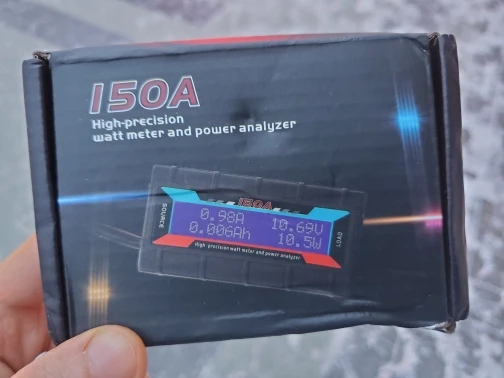 150A
High-precision
watt meter and power analyzer
150A
SOURCE
0.98A 10.69V
0.006Ah 10.5W
LOAD
High-precision watt meter and power analyzer